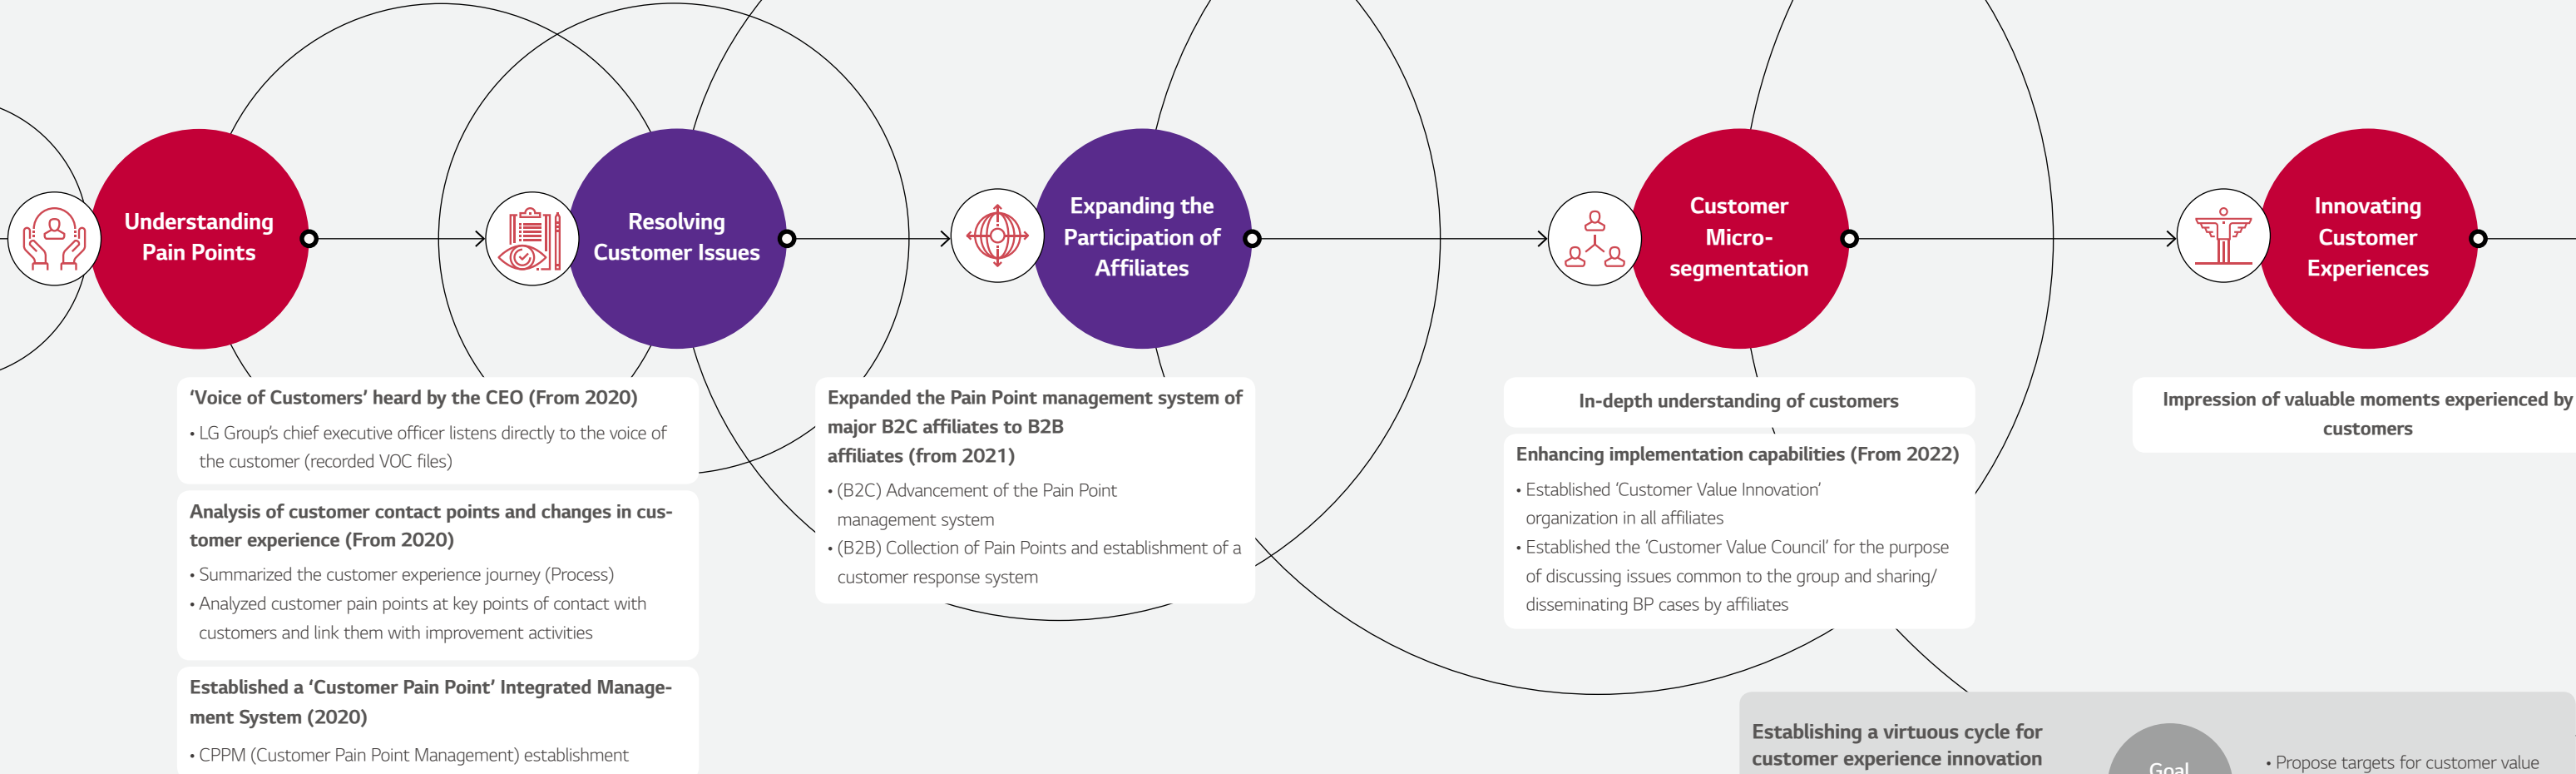 Understanding
Pain Points
Resolving
Customer Issues
Expanding the
Participation of
Affiliates
Customer
Micro-
segmentation
Innovating
Customer
Experiences
‘Voice of Customers’ heard by the CEO (From 2020)
• LG Group’s chief executive officer listens directly to the voice of
the customer (recorded VOC files)
Analysis of customer contact points and changes in cus-
tomer experience (From 2020)
• Summarized the customer experience journey (Process)
• Analyzed customer pain points at key points of contact with
customers and link them with improvement activities
Established a ‘Customer Pain Point’ Integrated Manage-
ment System (2020)
• CPPM (Customer Pain Point Management) establishment
Expanded the Pain Point management system of
major B2C affiliates to B2B
affiliates (from 2021)
• (B2C) Advancement of the Pain Point
management system
• (B2B) Collection of Pain Points and establishment of a
customer response system
In-depth understanding of customers
Enhancing implementation capabilities (From 2022)
• Established ‘Customer Value Innovation’
organization in all affiliates
• Established the ‘Customer Value Council’ for the purpose
of discussing issues common to the group and sharing/
disseminating BP cases by affiliates
Impression of valuable moments experienced by
customers
Establishing a virtuous cycle for
customer experience innovation
Goal
• Propose targets for customer value